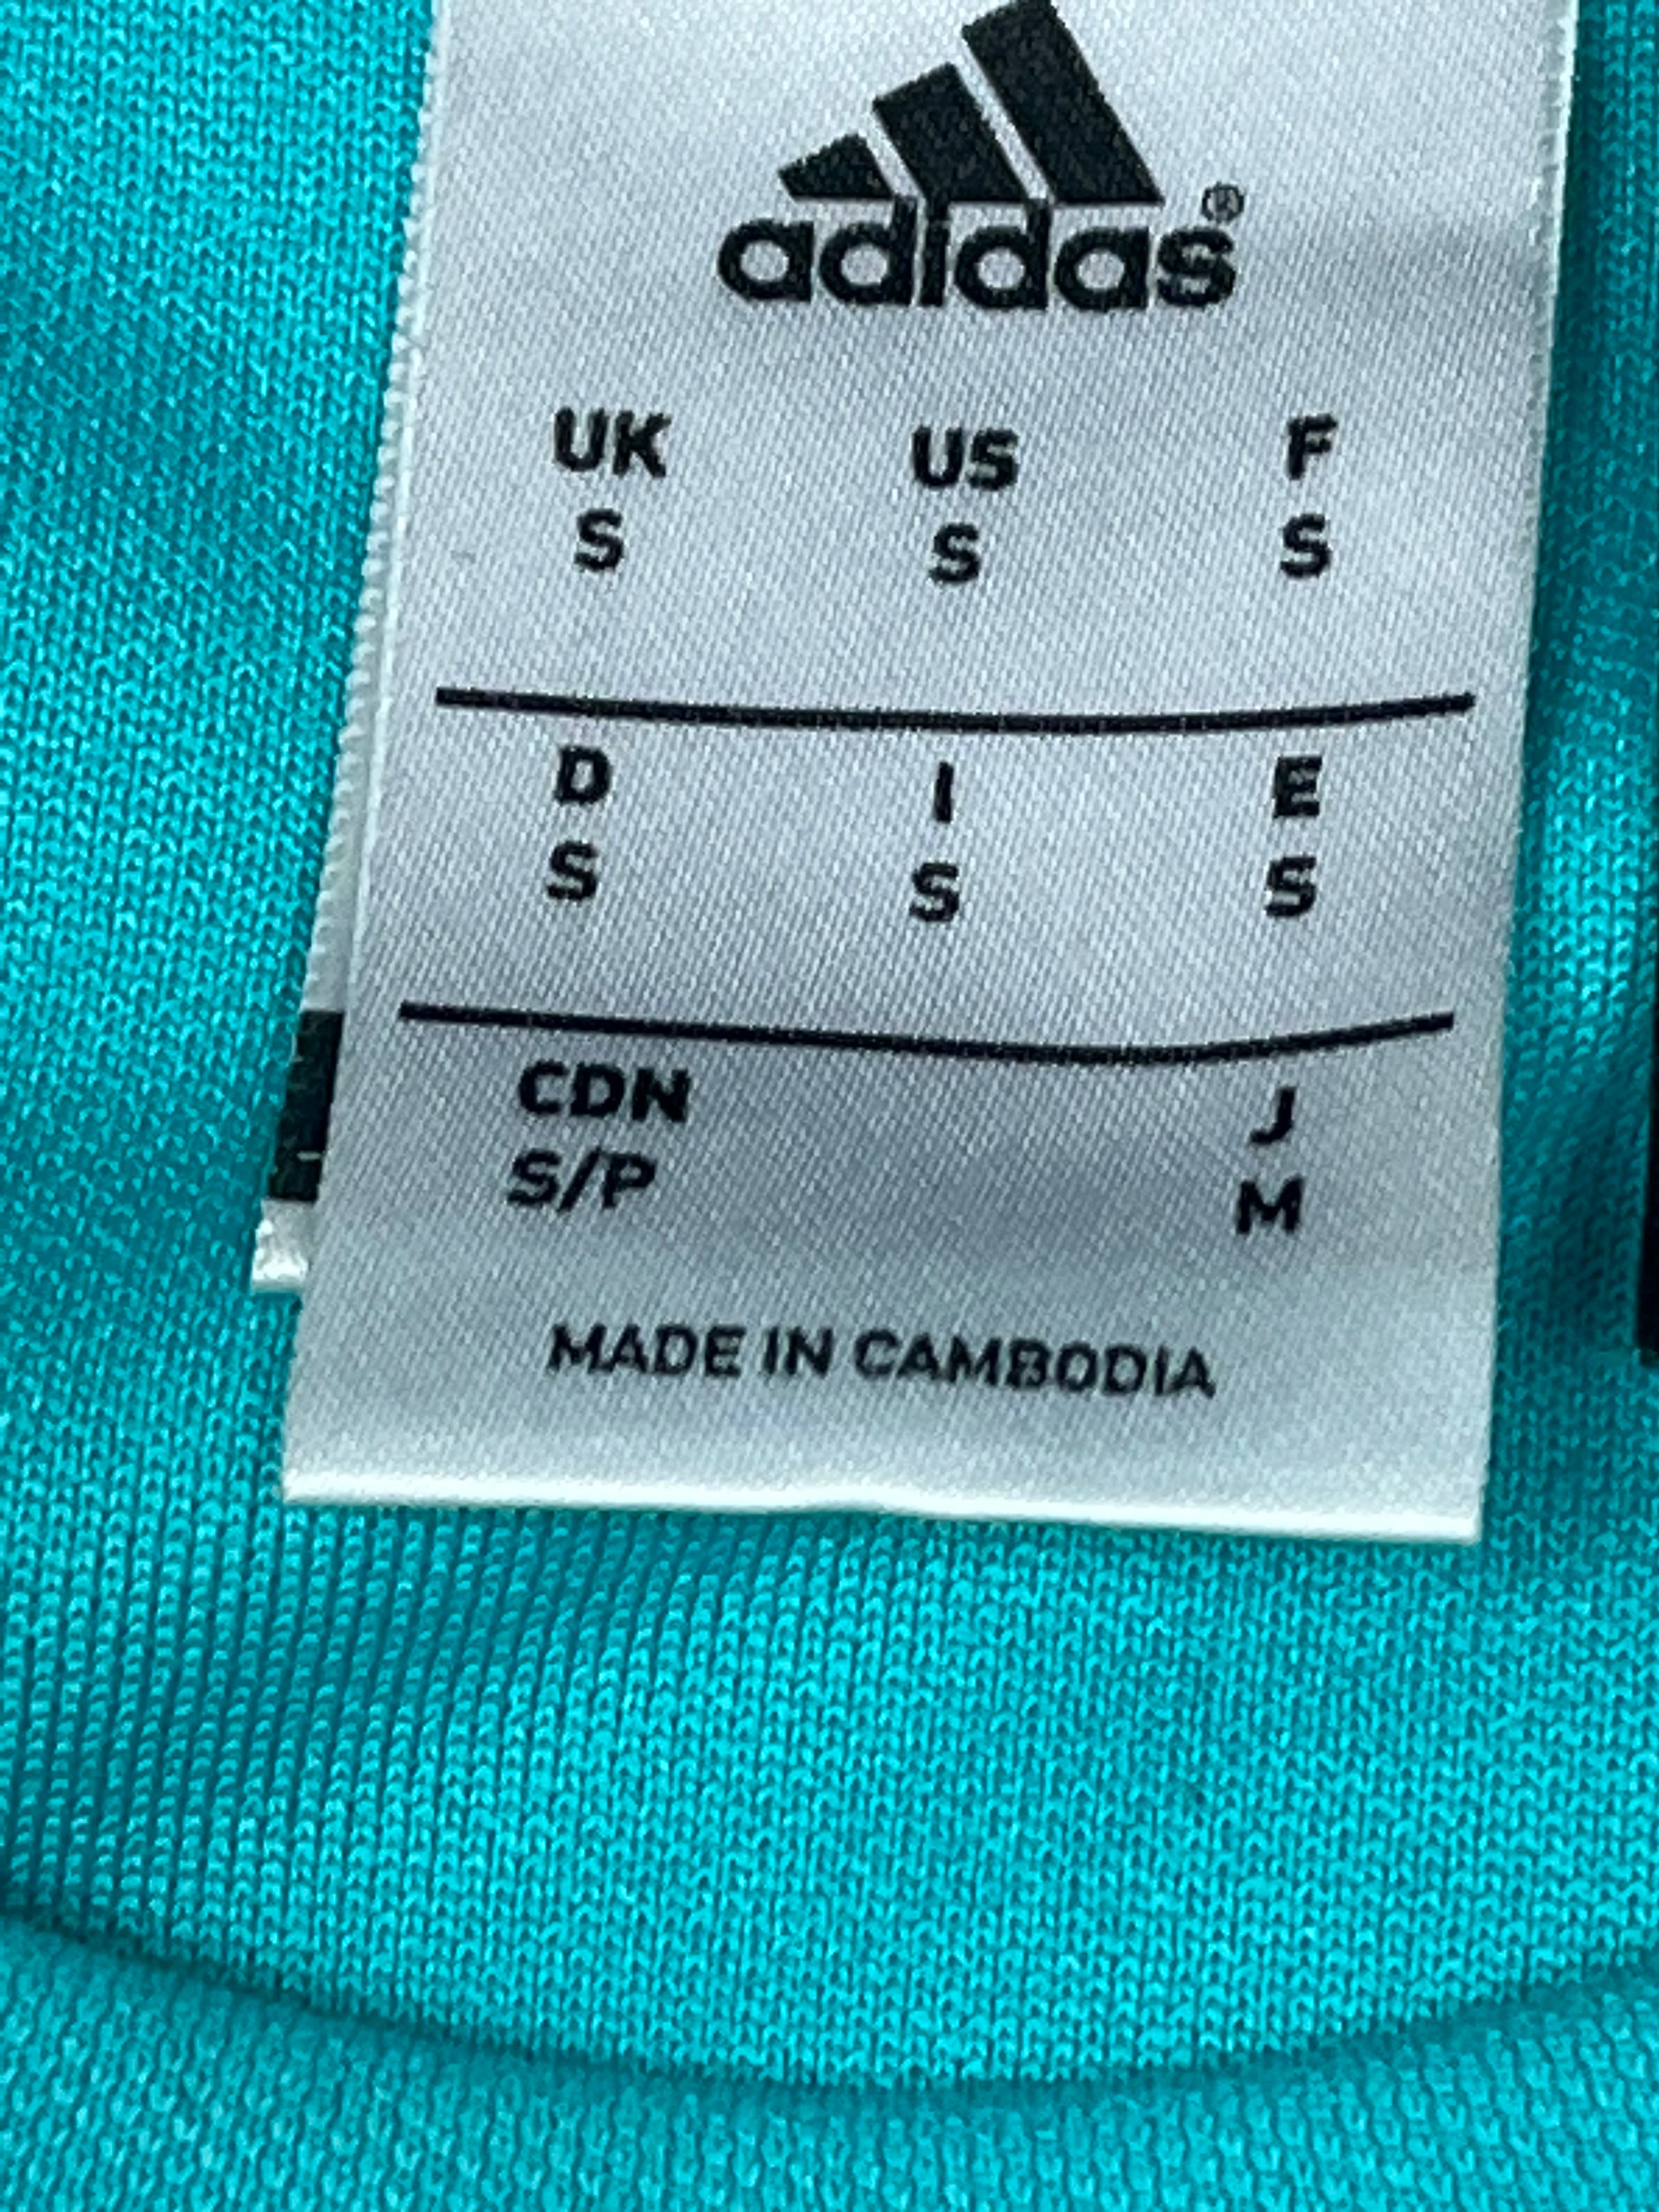 adidas®
UK US F
S S S
D I E
S S S
CDN J
S/P M
MADE IN CAMBODIA